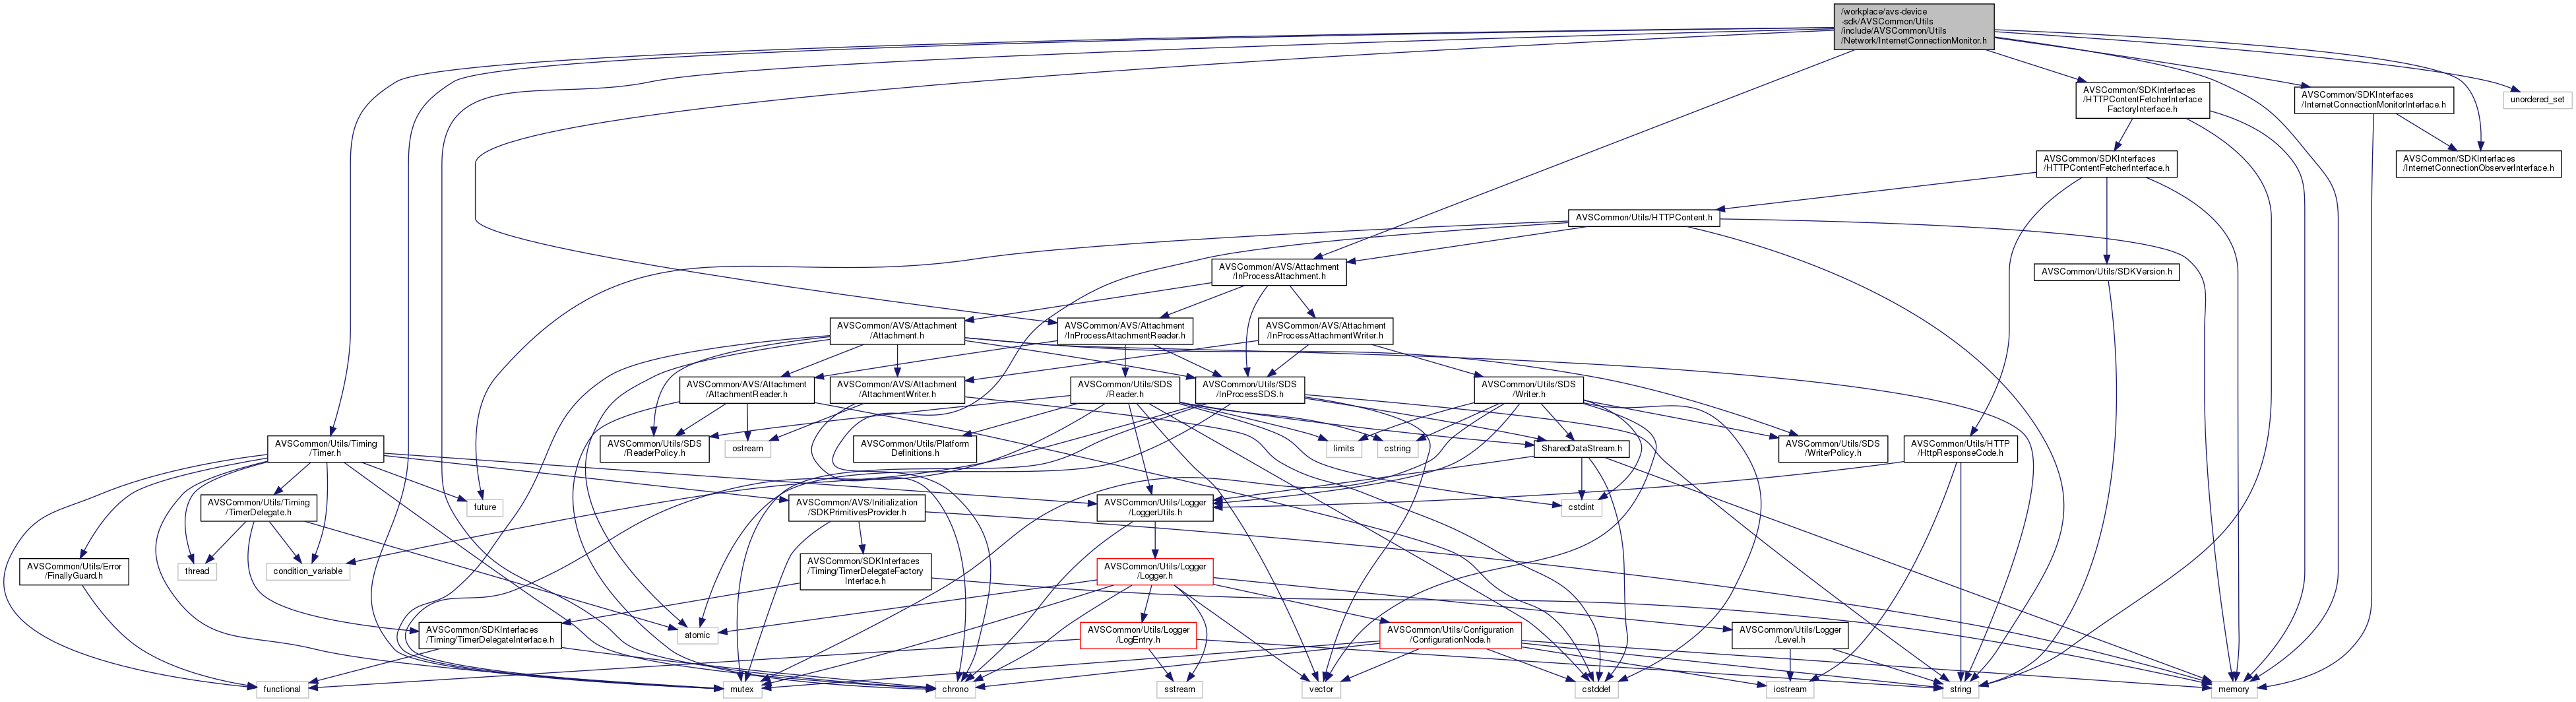 /workplace/avs-device
-sdk/AVSCommon/Utils
/include/AVSCommon/Utils
/Network/InternetConnectionMonitor.h
AVSCommon/SDKInterfaces
/HTTPContentFetcherInterface
FactoryInterface.h
AVSCommon/SDKInterfaces
/InternetConnectionMonitorInterface.h
unordered_set
AVSCommon/SDKInterfaces
/HTTPContentFetcherInterface.h
AVSCommon/SDKInterfaces
/InternetConnectionObserverInterface.h
AVSCommon/Utils/HTTPContent.h
AVSCommon/AVS/Attachment
/InProcessAttachment.h
AVSCommon/Utils/SDKVersion.h
AVSCommon/AVS/Attachment
/Attachment.h
AVSCommon/AVS/Attachment
/InProcessAttachmentReader.h
AVSCommon/AVS/Attachment
/InProcessAttachmentWriter.h
AVSCommon/AVS/Attachment
/AttachmentReader.h
AVSCommon/AVS/Attachment
/AttachmentWriter.h
AVSCommon/Utils/SDS
/Reader.h
AVSCommon/Utils/SDS
/InProcessSDS.h
AVSCommon/Utils/SDS
/Writer.h
AVSCommon/Utils/Timing
/Timer.h
AVSCommon/Utils/SDS
/ReaderPolicy.h
ostream
AVSCommon/Utils/Platform
Definitions.h
limits
cstring
SharedDataStream.h
AVSCommon/Utils/SDS
/WriterPolicy.h
AVSCommon/Utils/HTTP
/HttpResponseCode.h
AVSCommon/Utils/Timing
/TimerDelegate.h
future
AVSCommon/AVS/Initialization
/SDKPrimitivesProvider.h
AVSCommon/Utils/Logger
/LoggerUtils.h
cstdint
AVSCommon/Utils/Error
/FinallyGuard.h
thread
condition_variable
AVSCommon/SDKInterfaces
/Timing/TimerDelegateFactory
Interface.h
AVSCommon/Utils/Logger
/Logger.h
AVSCommon/SDKInterfaces
/Timing/TimerDelegateInterface.h
atomic
AVSCommon/Utils/Logger
/LogEntry.h
AVSCommon/Utils/Configuration
/ConfigurationNode.h
AVSCommon/Utils/Logger
/Level.h
functional
mutex
chrono
sstream
vector
cstddef
iostream
string
memory